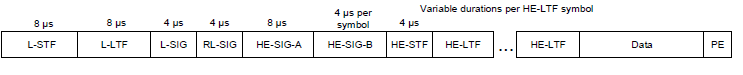 Variable durations per HE-LTF symbol
8 µs 8 µs 4 µs 4 µs 8 µs 4 µs per symbol 4 µs
L-STF L-LTF L-SIG RL-SIG HE-SIG-A HE-SIG-B HE-STF HE-LTF ... HE-LTF Data PE